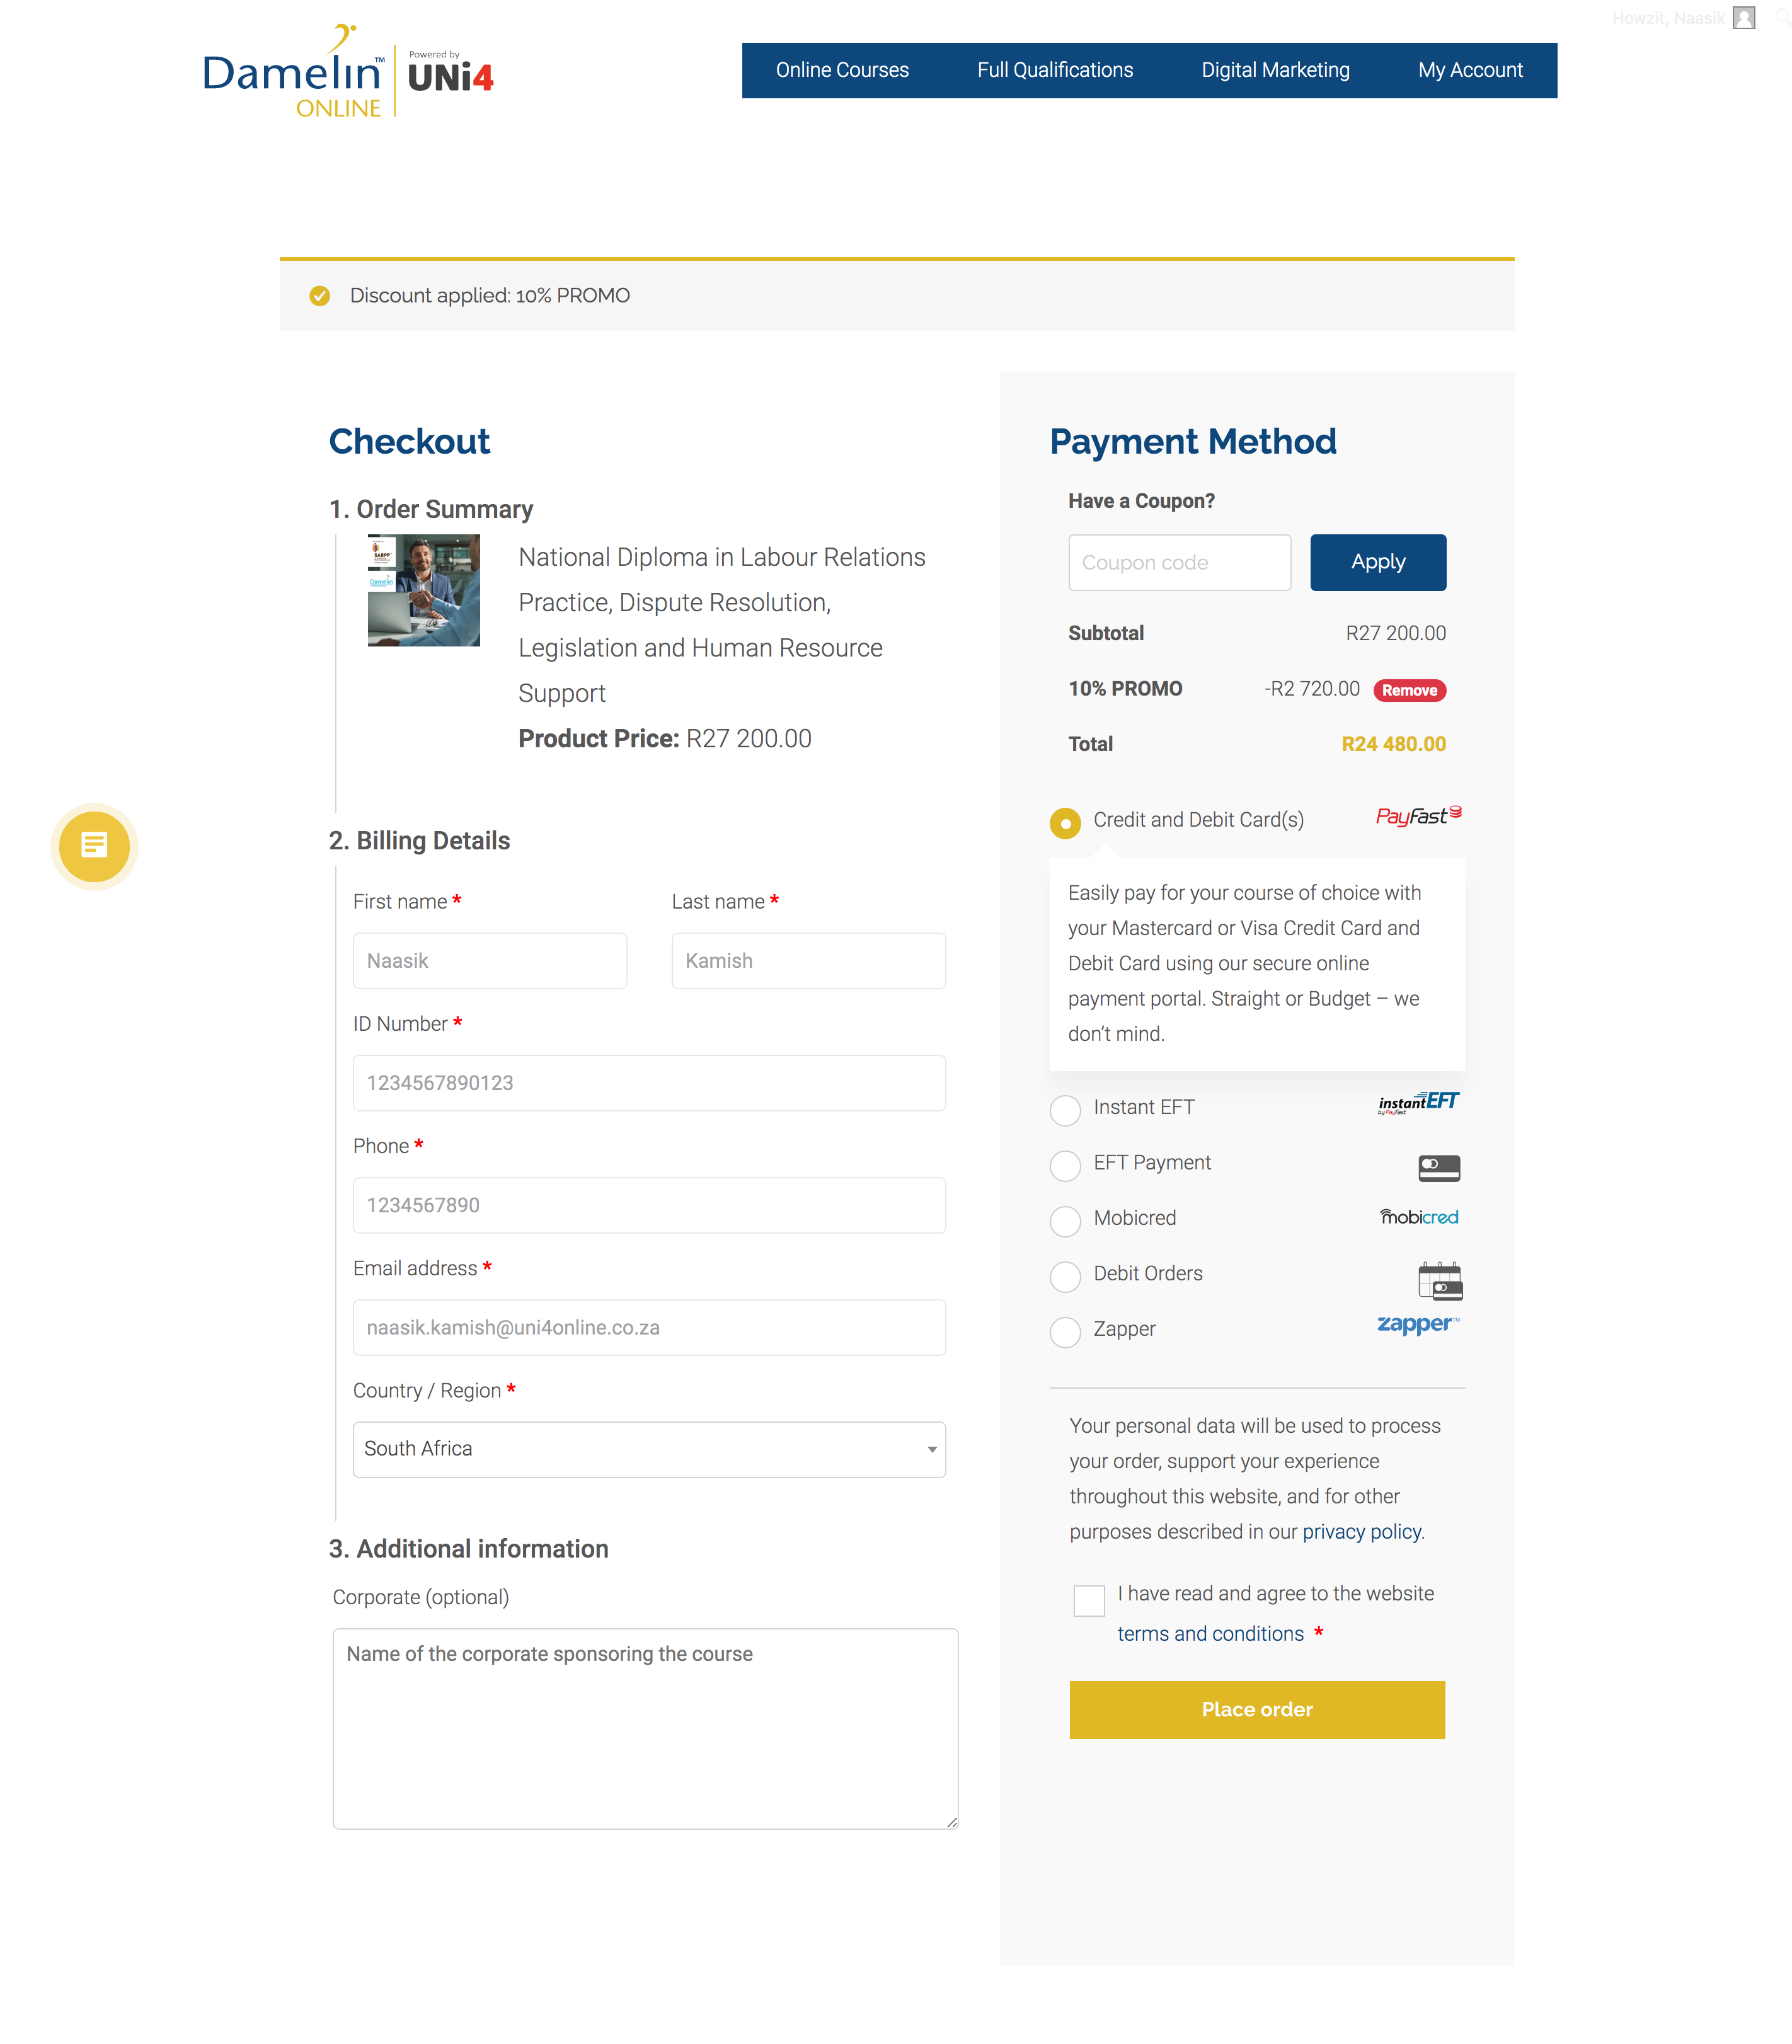 Howzit, Naasik
Damelin™
ONLINE
Powered by
UNi4
Online Courses
Full Qualifications
Digital Marketing
My Account
Discount applied: 10% PROMO
Checkout
1. Order Summary
SABPP
Damelin
National Diploma in Labour Relations
Practice, Dispute Resolution,
Legislation and Human Resource
Support
Product Price: R27 200.00
2. Billing Details
First name *
Last name *
Naasik
Kamish
ID Number *
1234567890123
Phone *
1234567890
Email address *
naasik.kamish@uni4online.co.za
Country / Region *
South Africa
3. Additional information
Corporate (optional)
Name of the corporate sponsoring the course
Payment Method
Have a Coupon?
Coupon code
Apply
Subtotal R27 200.00
10% PROMO -R2 720.00 Remove
Total R24 480.00
Credit and Debit Card(s) PayFast
Easily pay for your course of choice with
your Mastercard or Visa Credit Card and
Debit Card using our secure online
payment portal. Straight or Budget – we
don’t mind.
Instant EFT instantEFT
by PayFast
EFT Payment
Mobicred mobicred
Debit Orders
Zapper zapper™
Your personal data will be used to process
your order, support your experience
throughout this website, and for other
purposes described in our privacy policy.
I have read and agree to the website
terms and conditions *
Place order